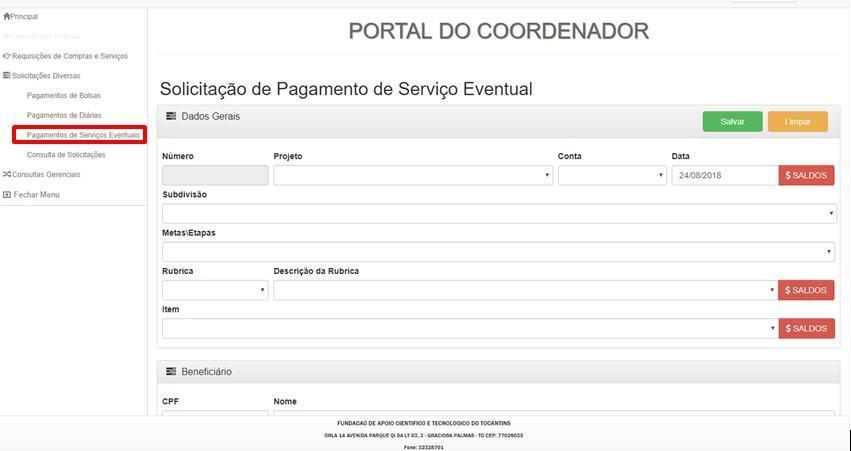 Principal
Consulta dos Projetos
Requisições de Compras e Serviços
Solicitações Diversas
Pagamentos de Bolsas
Pagamentos de Diárias
Pagamentos de Serviços Eventuais
Consulta de Solicitações
Consultas Gerenciais
Fechar Menu
PORTAL DO COORDENADOR
Solicitação de Pagamento de Serviço Eventual
Dados Gerais Salvar Limpar
Número Projeto Conta Data
24/08/2018 $ SALDOS
Subdivisão
Metas\Etapas
Rubrica Descrição da Rubrica
$ SALDOS
Item
$ SALDOS
Beneficiário
CPF Nome
FUNDACAO DE APOIO CIENTIFICO E TECNOLOGICO DO TOCANTINS
ORLA 14 AVENIDA PARQUE QI 04 LT 03, 3 - GRACIOSA PALMAS - TO CEP: 77026035
Fone: 32328701